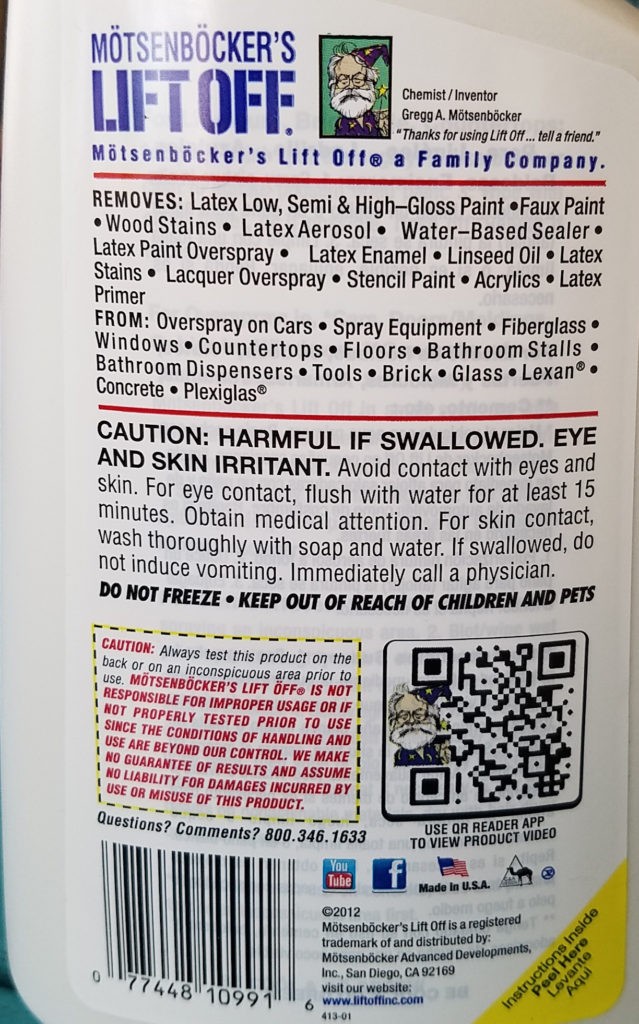 MÖTSENBÖCKER'S
LIFT OFF®
Chemist / Inventor
Gregg A. Mötsenböcker
"Thanks for using Lift Off... tell a friend."
Mötsenböcker's Lift Off® a Family Company.
REMOVES: Latex Low, Semi & High–Gloss Paint •Faux Paint
• Wood Stains • Latex Aerosol • Water–Based Sealer •
Latex Paint Overspray • Latex Enamel • Linseed Oil • Latex
Stains • Lacquer Overspray • Stencil Paint • Acrylics • Latex
Primer
FROM: Overspray on Cars • Spray Equipment • Fiberglass •
Windows • Countertops • Floors • Bathroom Stalls •
Bathroom Dispensers • Tools • Brick • Glass • Lexan® •
Concrete • Plexiglas®
CAUTION: HARMFUL IF SWALLOWED. EYE
AND SKIN IRRITANT. Avoid contact with eyes and
skin. For eye contact, flush with water for at least 15
minutes. Obtain medical attention. For skin contact,
wash thoroughly with soap and water. If swallowed, do
not induce vomiting. Immediately call a physician.
DO NOT FREEZE • KEEP OUT OF REACH OF CHILDREN AND PETS
CAUTION: Always test this product on the
back or on an inconspicuous area prior to
use. MÖTSENBÖCKER'S LIFT ÖFF® IS NOT
RESPONSIBLE FOR IMPROPER USAGE OR IF
NOT PROPERLY TESTED PRIOR TO USE
SINCE THE CONDITIONS OF HANDLING AND
USE ARE BEYOND OUR CONTROL. WE MAKE
NO GUARANTEE OF RESULTS AND ASSUME
NO LIABILITY FOR DAMAGES INCURRED BY
USE OR MISUSE OF THIS PRODUCT.
USE QR READER APP
TO VIEW PRODUCT VIDEO
Questions? Comments? 800.346.1633
You
Tube
f
Made in U.S.A.
0 77448 10991 6
©2012
Mötsenböcker's Lift Off is a registered
trademark of and distributed by:
Mötsenböcker Advanced Developments,
Inc., San Diego, CA 92169
visit our website:
www.liftoffinc.com
413-01
Instructions Inside
Peel Here
Levante
Aqui